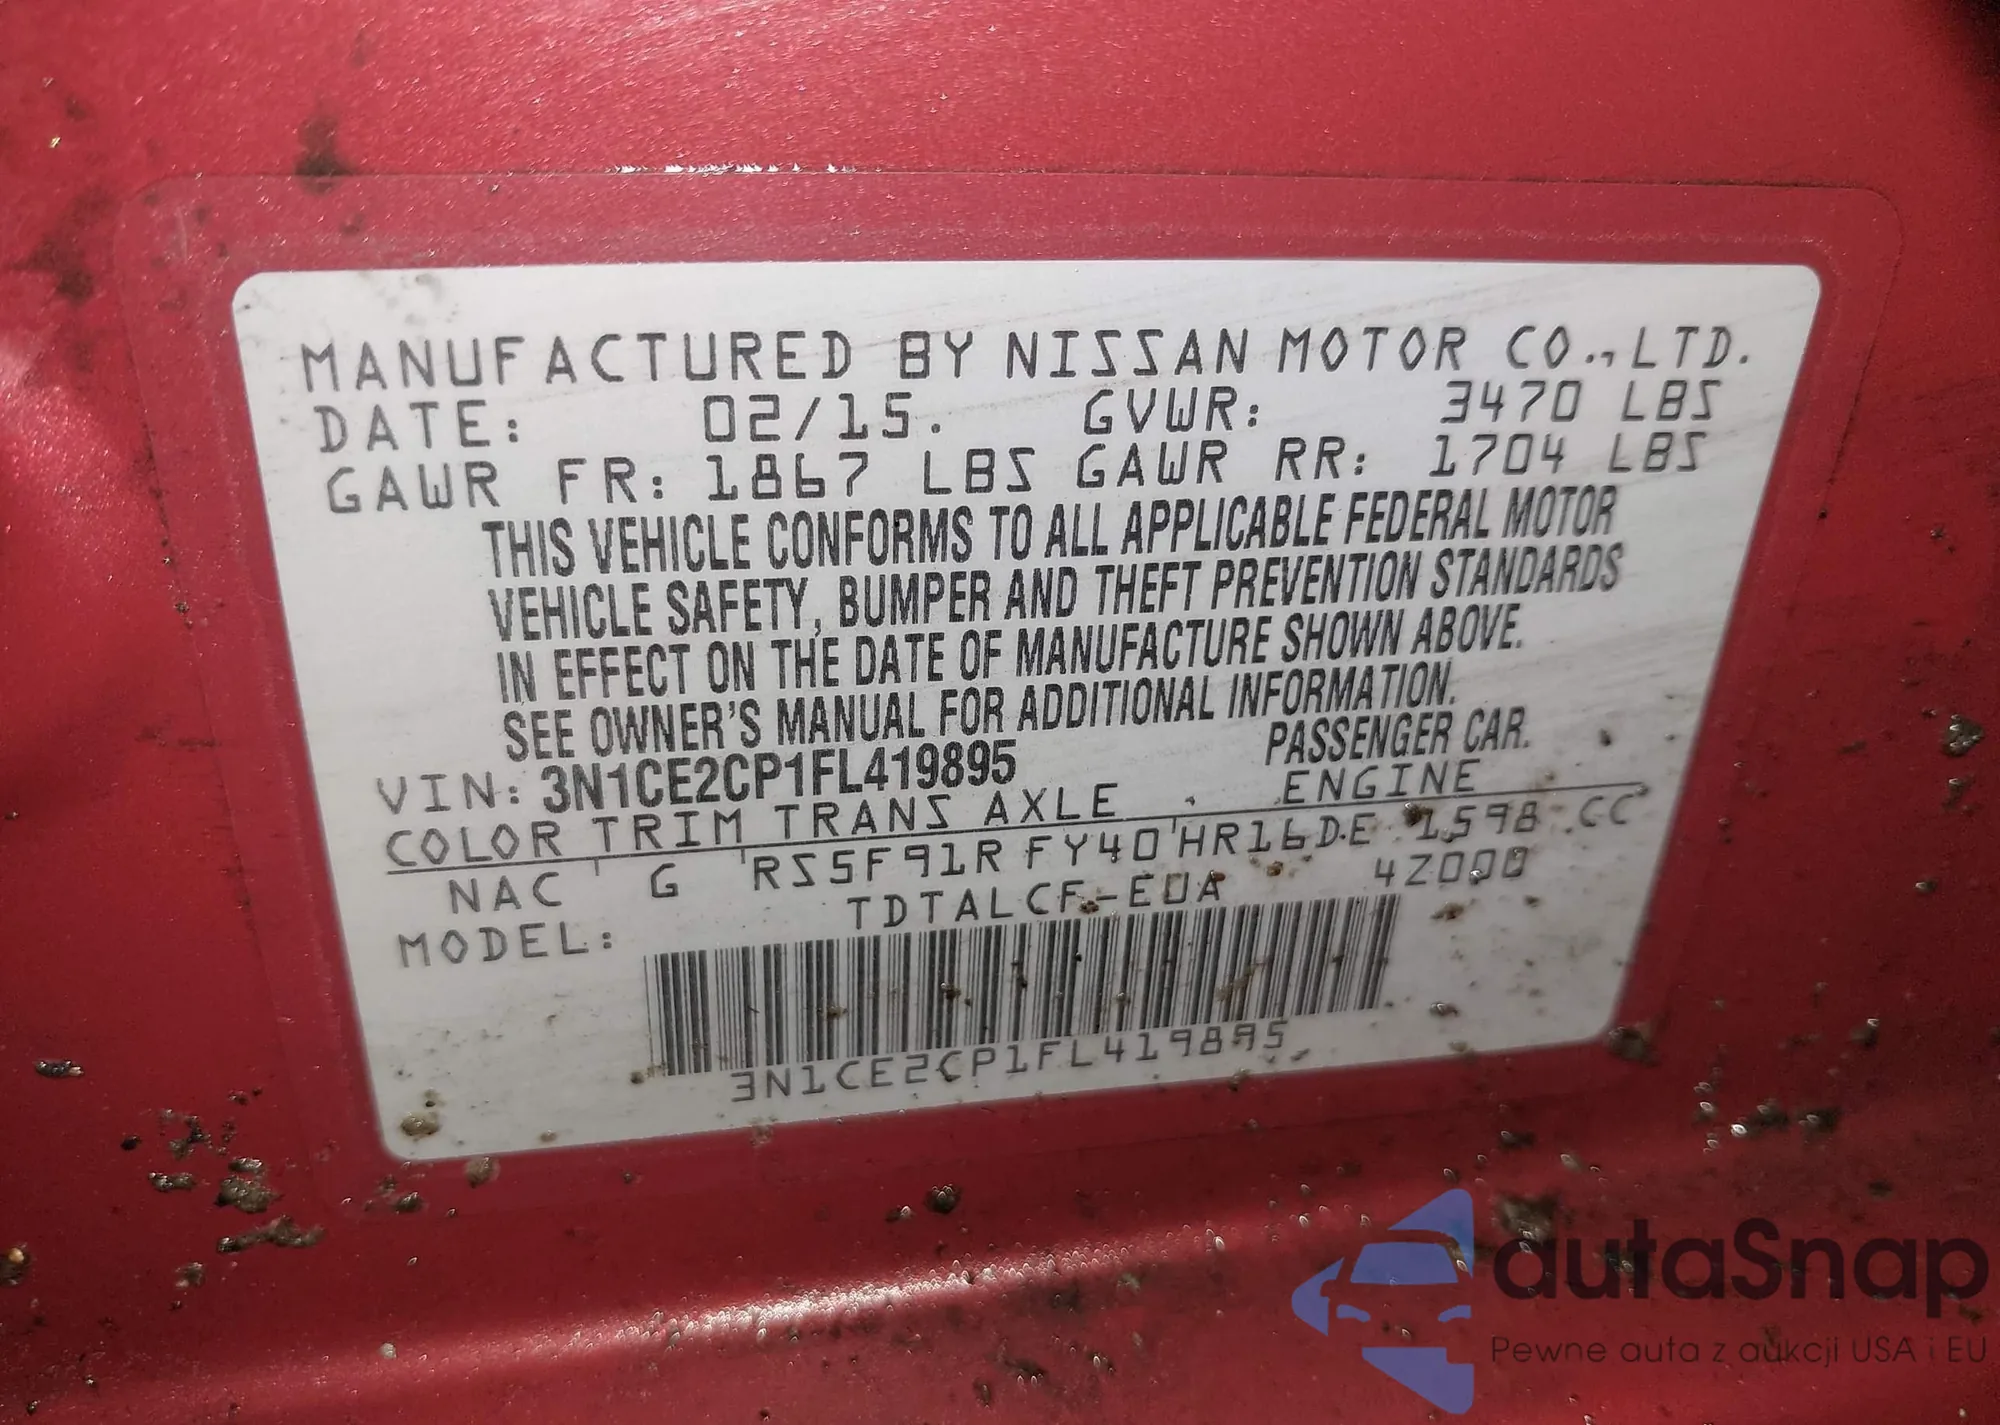 MANUFACTURED BY NISSAN MOTOR CO., LTD.
DATE: 02/15. GVWR: 3470 LBS
GAWR FR: 1867 LBS GAWR RR: 1704 LBS
THIS VEHICLE CONFORMS TO ALL APPLICABLE FEDERAL MOTOR
VEHICLE SAFETY, BUMPER AND THEFT PREVENTION STANDARDS
IN EFFECT ON THE DATE OF MANUFACTURE SHOWN ABOVE.
SEE OWNER'S MANUAL FOR ADDITIONAL INFORMATION.
VIN: 3N1CE2CP1FL419895 PASSENGER CAR.
COLOR TRIM TRANS AXLE ENGINE
NAC G RS5F91R FY40 HR16DE 1598 CC
MODEL: TDTALCF-EUA 4Z000
3N1CE2CP1FL419895
autaSnap
Pewne auta z aukcji USA i EU